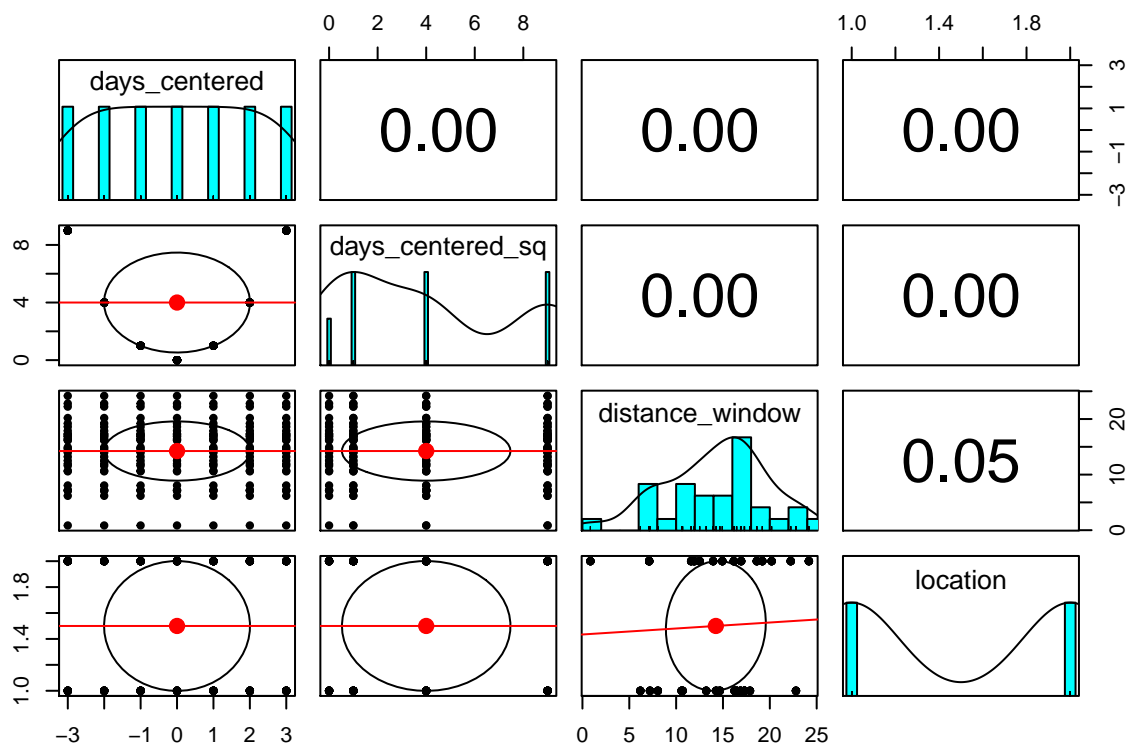 0 2 4 6 8
1.0 1.4 1.8
days_centered
0.00
0.00
0.00
−3 −1 1 3
0 4 8
days_centered_sq
0.00
0.00
distance_window
0.05
0 10 20
1.0 1.4 1.8
location
−3 −1 0 1 2 3
0 5 10 15 20 25